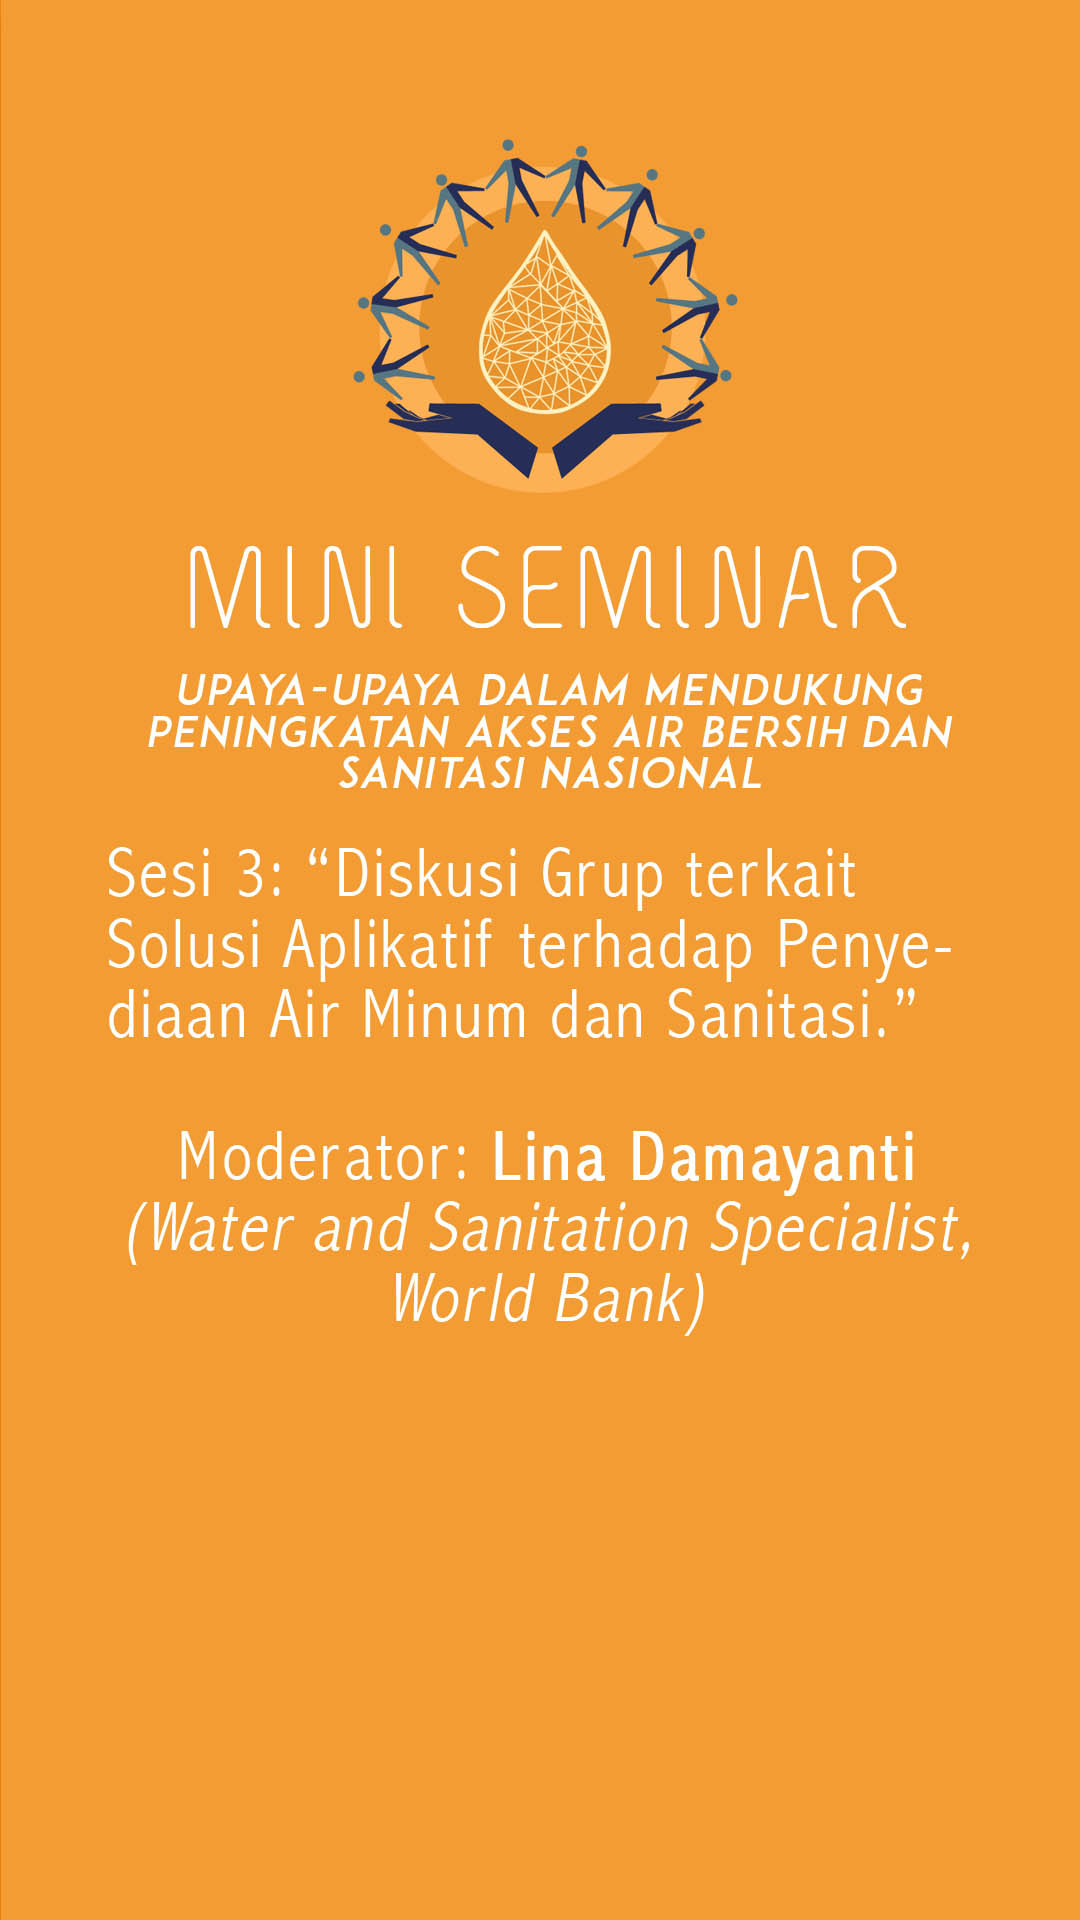 MINI SEMINAR
UPAYA-UPAYA DALAM MENDUKUNG
PENINGKATAN AKSES AIR BERSIH DAN
SANITASI NASIONAL
Sesi 3: “Diskusi Grup terkait
Solusi Aplikatif terhadap Penye-
diaan Air Minum dan Sanitasi.”
Moderator: Lina Damayanti
(Water and Sanitation Specialist,
World Bank)